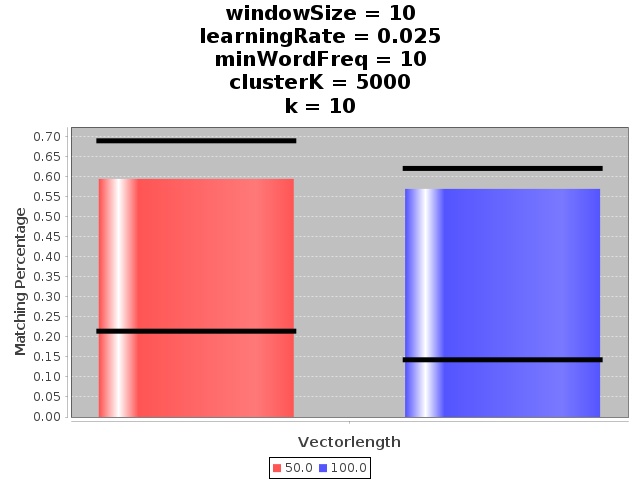 windowSize = 10
learningRate = 0.025
minWordFreq = 10
clusterK = 5000
k = 10
Matching Percentage
0.70
0.65
0.60
0.55
0.50
0.45
0.40
0.35
0.30
0.25
0.20
0.15
0.10
0.05
0.00
Vectorlength
50.0 100.0